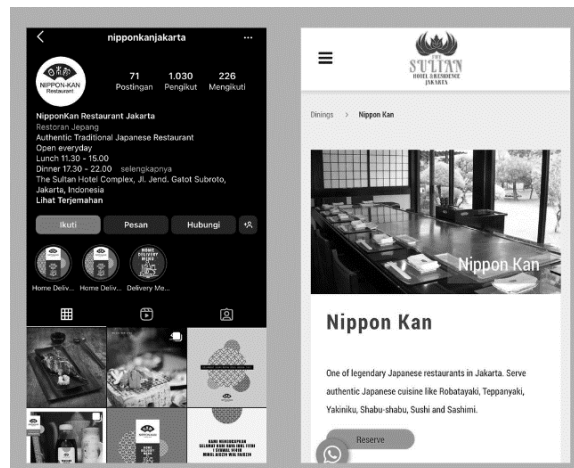 nipponkanjakarta
NIPPON-KAN
Restaurant
71
Postingan
1.030
Pengikut
226
Mengikuti
NipponKan Restaurant Jakarta
Restoran Jepang
Authentic Traditional Japanese Restaurant
Open everyday
Lunch 11.30 - 15.00
Dinner 17.30 - 22.00 selengkapnya
The Sultan Hotel Complex, Jl. Jend. Gatot Subroto,
Jakarta, Indonesia
Lihat Terjemahan
Ikuti
Pesan
Hubungi
HOME
DELIVERY
MENU
Home Deliv...
Home Deliv...
Delivery Me...
THE
SULTAN
HOTEL & RESIDENCE
JAKARTA
Dinings > Nippon Kan
Nippon Kan
Nippon Kan
One of legendary Japanese restaurants in Jakarta. Serve
authentic Japanese cuisine like Robatayaki, Teppanyaki,
Yakiniku, Shabu-shabu, Sushi and Sashimi.
Reserve